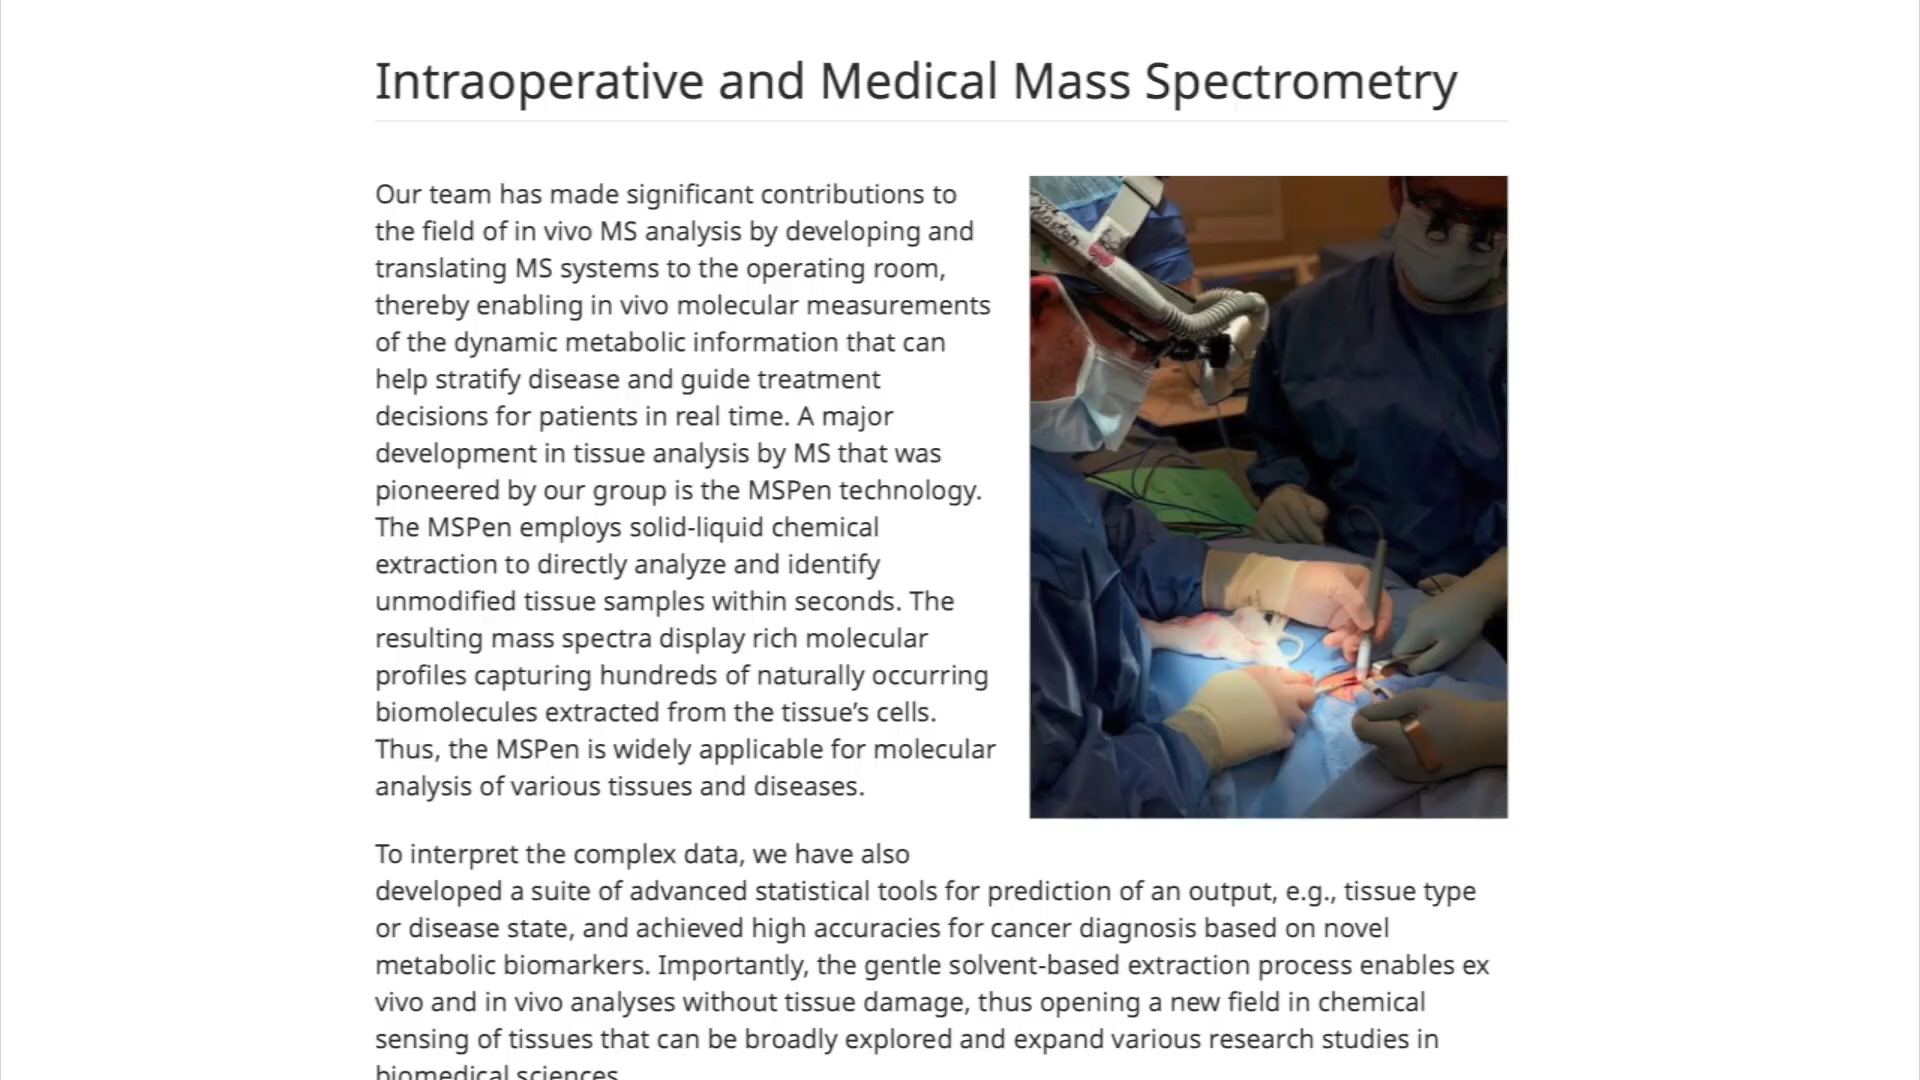 Intraoperative and Medical Mass Spectrometry
Our team has made significant contributions to
the field of in vivo MS analysis by developing and
translating MS systems to the operating room,
thereby enabling in vivo molecular measurements
of the dynamic metabolic information that can
help stratify disease and guide treatment
decisions for patients in real time. A major
development in tissue analysis by MS that was
pioneered by our group is the MSPen technology.
The MSPen employs solid-liquid chemical
extraction to directly analyze and identify
unmodified tissue samples within seconds. The
resulting mass spectra display rich molecular
profiles capturing hundreds of naturally occurring
biomolecules extracted from the tissue’s cells.
Thus, the MSPen is widely applicable for molecular
analysis of various tissues and diseases.
To interpret the complex data, we have also
developed a suite of advanced statistical tools for prediction of an output, e.g., tissue type
or disease state, and achieved high accuracies for cancer diagnosis based on novel
metabolic biomarkers. Importantly, the gentle solvent-based extraction process enables ex
vivo and in vivo analyses without tissue damage, thus opening a new field in chemical
sensing of tissues that can be broadly explored and expand various research studies in
biomedical sciences.